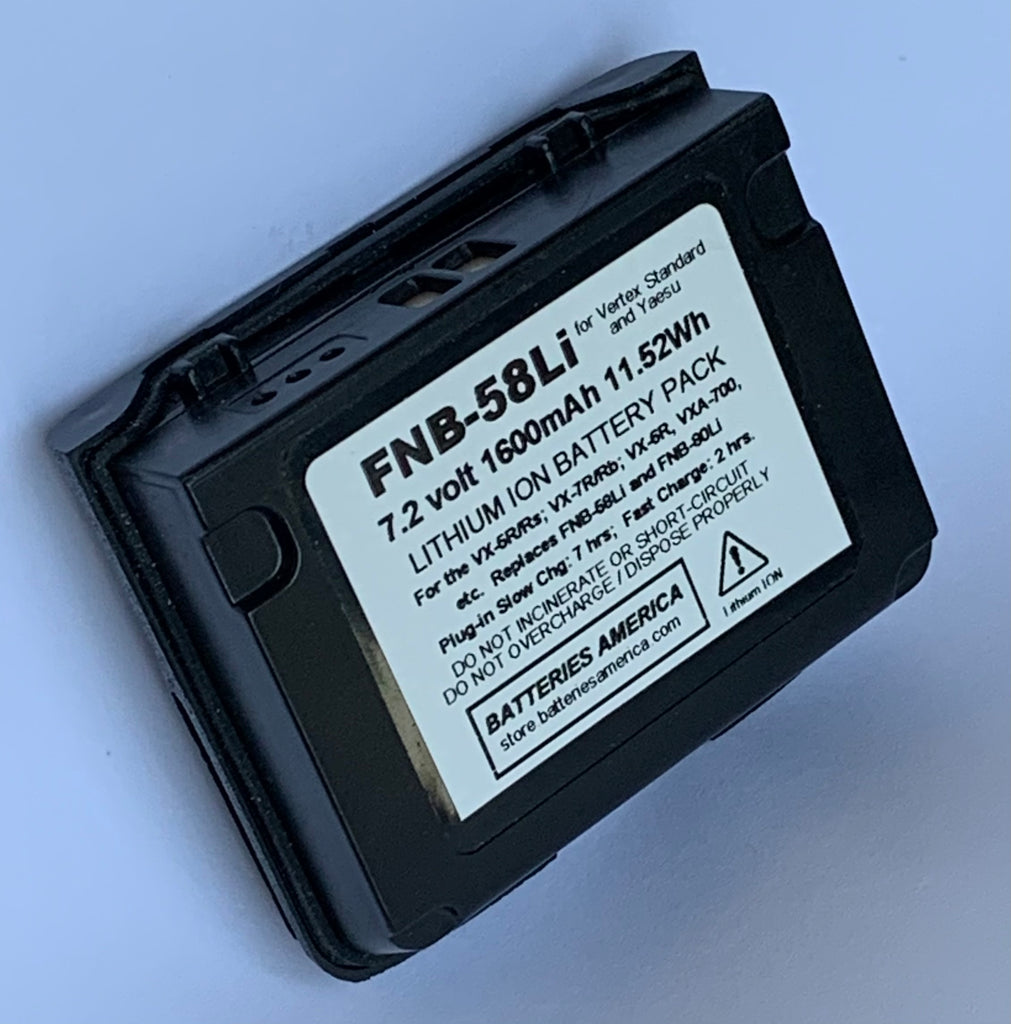 FNB-58Li for Vertex Standard
and Yaesu
7.2 volt 1600mAh 11.52Wh
LITHIUM ION BATTERY PACK
For the VX-5R/Rs; VX-7R/Rb; VX-6R, VXA-700,
etc. Replaces FNB-58Li and FNB-80Li
Plug-in Slow Chg: 7 hrs; Fast Charge: 2 hrs.
DO NOT INCINERATE OR SHORT-CIRCUIT
DO NOT OVERCHARGE / DISPOSE PROPERLY
BATTERIES AMERICA
store batteriesamerica.com
!
Lithium ION